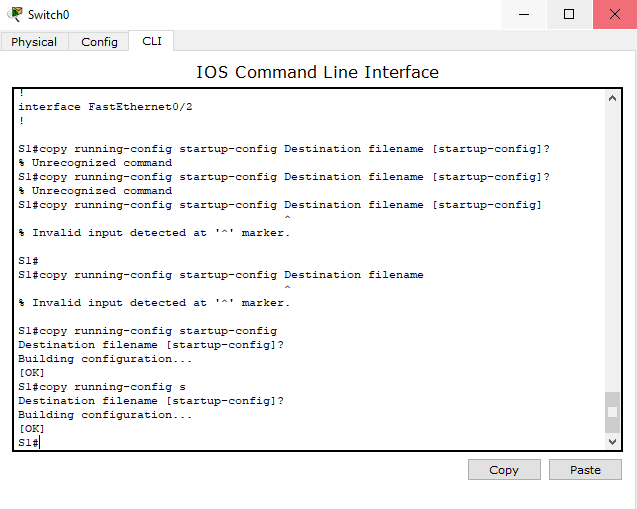 Switch0
Physical Config CLI
IOS Command Line Interface
!
interface FastEthernet0/2
!
S1#copy running-config startup-config Destination filename [startup-config]?
% Unrecognized command
S1#copy running-config startup-config Destination filename [startup-config]?
% Unrecognized command
S1#copy running-config startup-config Destination filename [startup-config]
^
% Invalid input detected at '^' marker.
S1#
S1#copy running-config startup-config Destination filename
^
% Invalid input detected at '^' marker.
S1#copy running-config startup-config
Destination filename [startup-config]?
Building configuration...
[OK]
S1#copy running-config s
Destination filename [startup-config]?
Building configuration...
[OK]
S1#
Copy Paste